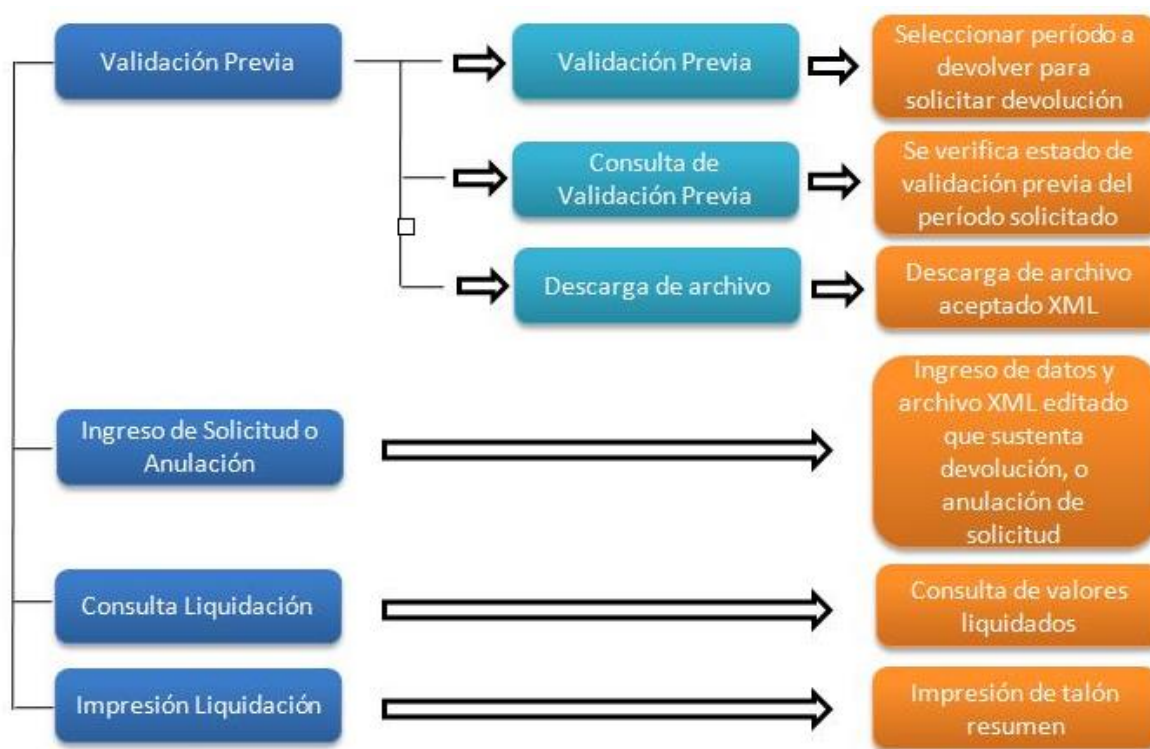 Validación Previa
Validación Previa
Seleccionar período a
devolver para
solicitar devolución
Consulta de
Validación Previa
Se verifica estado de
validación previa del
período solicitado
Descarga de archivo
Descarga de archivo
aceptado XML
Ingreso de Solicitud o
Anulación
Ingreso de datos y
archivo XML editado
que sustenta
devolución, o
anulación de
solicitud
Consulta Liquidación
Consulta de valores
liquidados
Impresión Liquidación
Impresión de talón
resumen